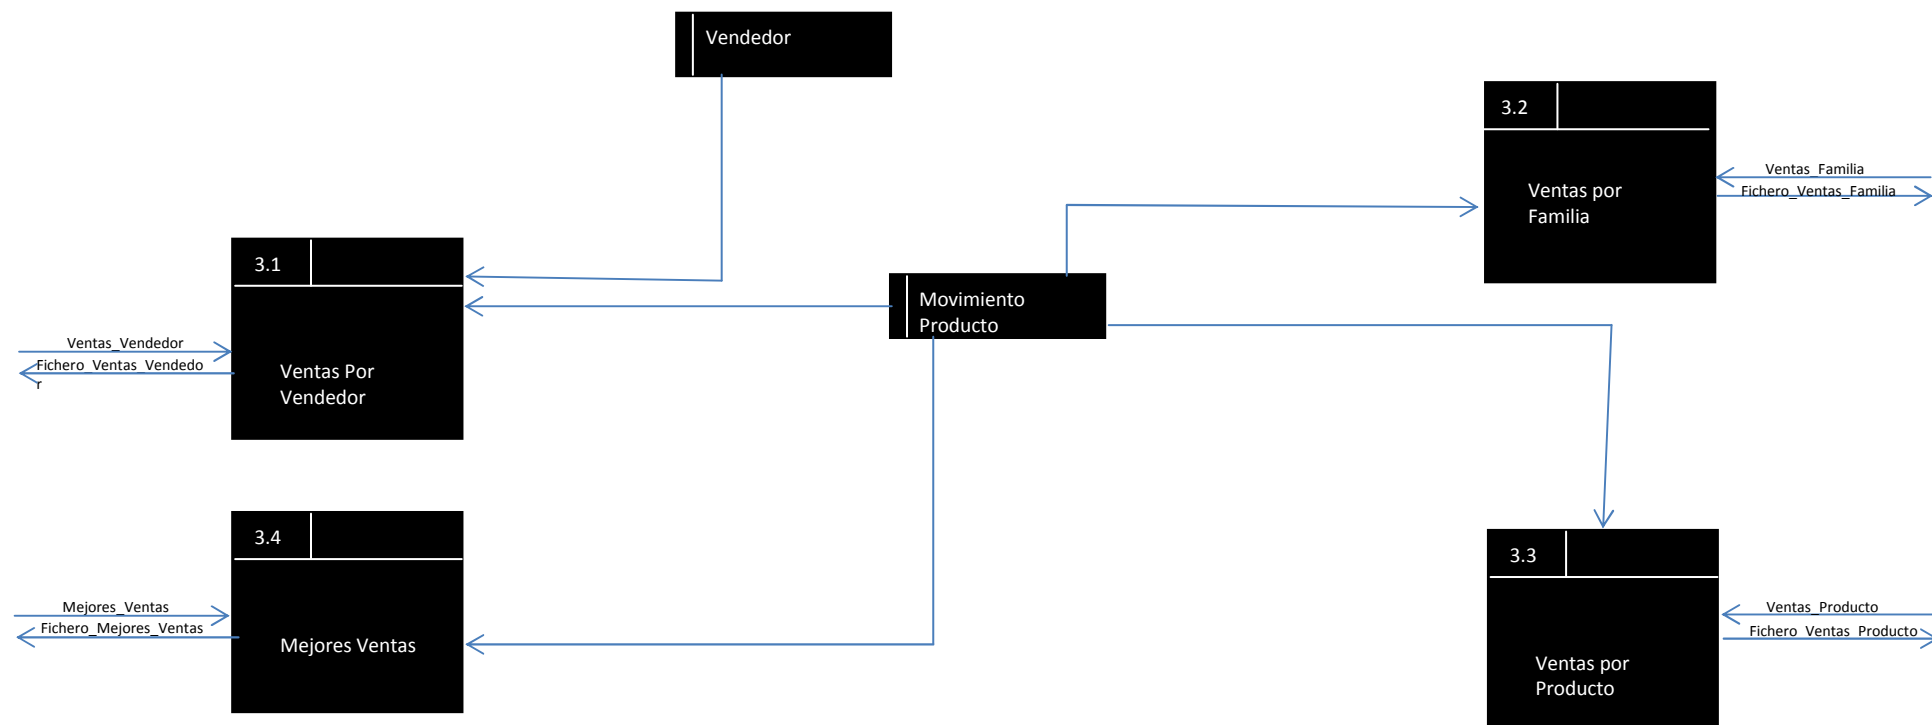 Vendedor
3.2
Ventas_Familia
Fichero_Ventas_Familia
Ventas por
Familia
3.1
Movimiento
Producto
Ventas_Vendedor
Fichero_Ventas_Vendedo
r
Ventas Por
Vendedor
3.4
3.3
Mejores_Ventas
Fichero_Mejores_Ventas
Mejores Ventas
Ventas_Producto
Fichero_Ventas_Producto
Ventas por
Producto